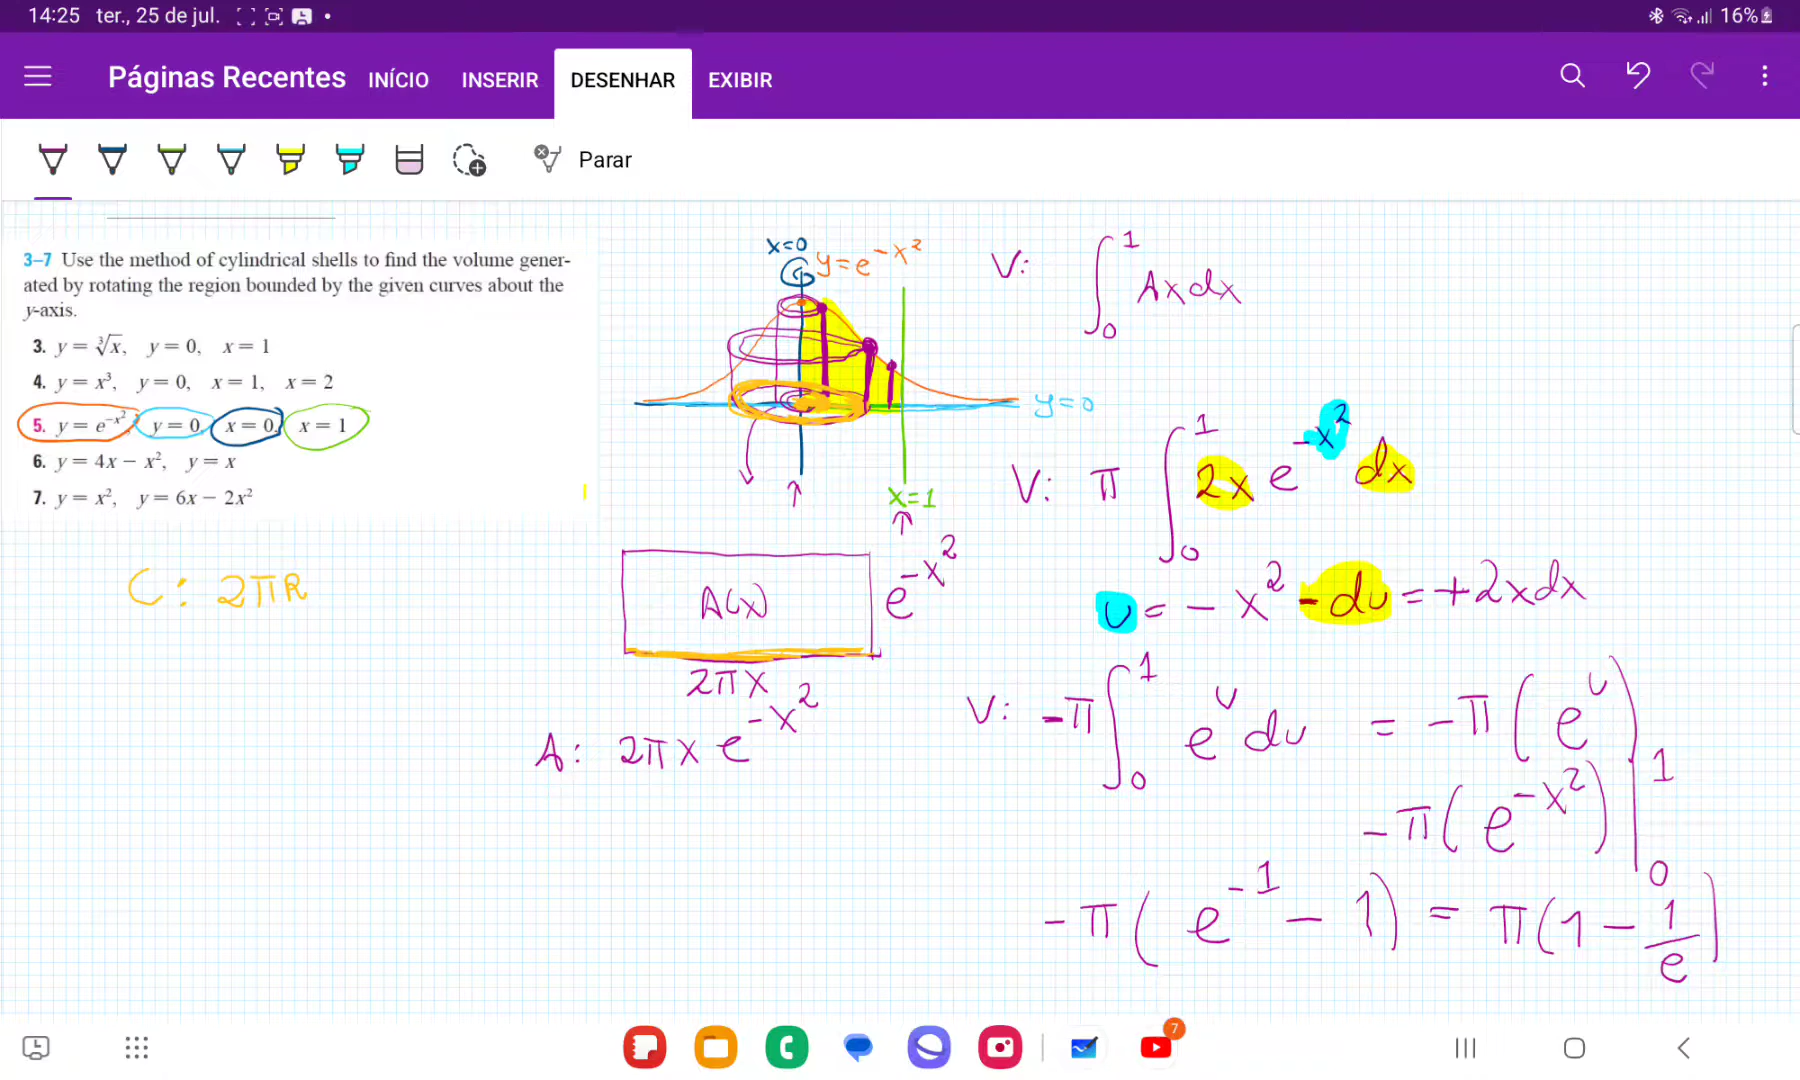 14:25 ter., 25 de jul.
16%
Páginas Recentes INÍCIO INSERIR DESENHAR EXIBIR
Parar
3–7 Use the method of cylindrical shells to find the volume gener-
ated by rotating the region bounded by the given curves about the
y-axis.
3. y = ∛x, y = 0, x = 1
4. y = x³, y = 0, x = 1, x = 2
5. y = e^{-x²}, y = 0, x = 0, x = 1
6. y = 4x − x², y = x
7. y = x², y = 6x − 2x²
C: 2πR
x=0
y=e^{-x²}
y=0
x=1
A(x)
e^{-x²}
2πx
A: 2πx e^{-x²}
V: ∫₀¹ Ax dx
V: π ∫₀¹ 2x e^{-x²} dx
u = -x² -du = +2xdx
V: -π ∫₀¹ e^u du = -π(e^u)
-π(e^{-x²})|₀¹
-π(e^{-1} - 1) = π(1 - 1/e)
7